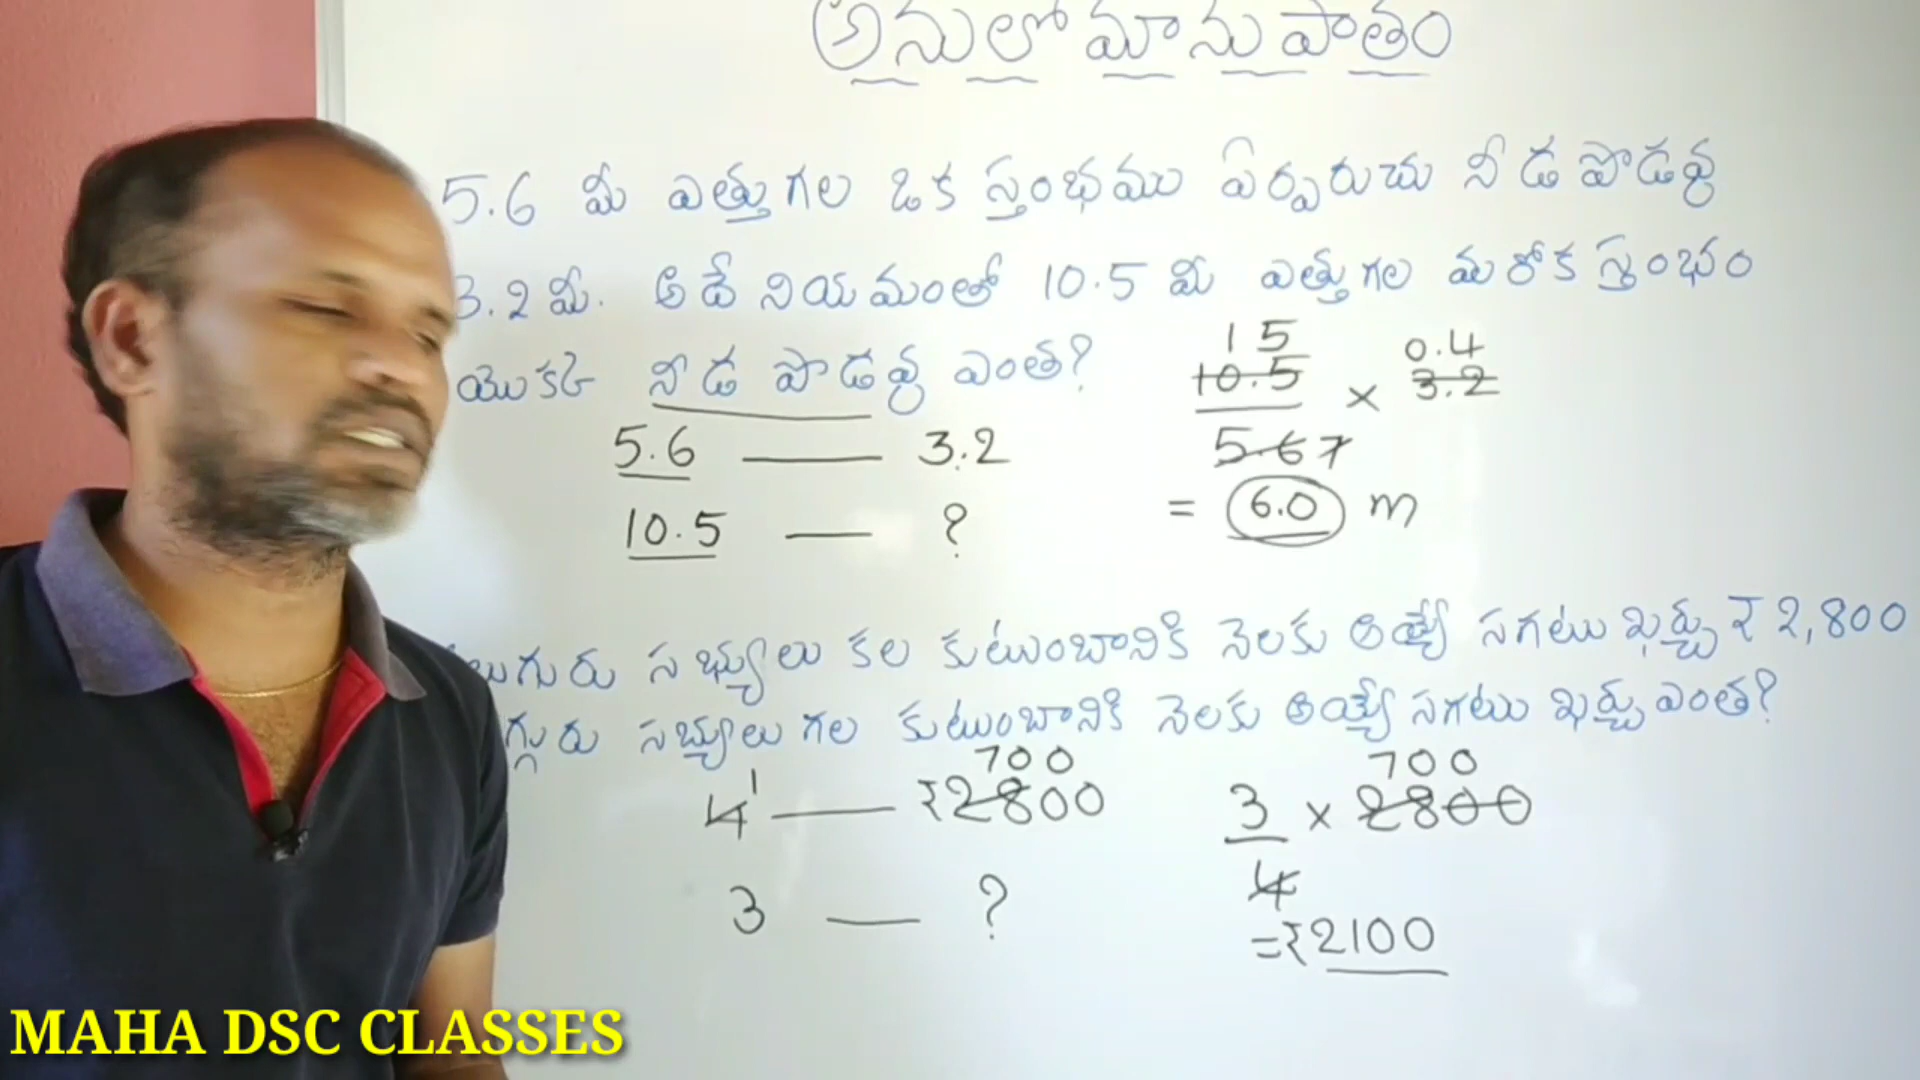 అనులోమానుపాతం
5.6 మీ ఎత్తు గల ఒక స్తంభము ఏర్పరుచు నీడ పొడవు
3.2 మీ. అదే నియమంతో 10.5 మీ ఎత్తుగల మరోక స్తంభం
యొక్క నీడ పొడవు ఎంత?
5.6 — 3.2
10.5 — ?
15 0.4
10.5 × 3.2
5.6 7
= 6.0 m
సభ్యులు కల కుటుంబానికి నెలకు అయ్యే సగటు ఖర్చు ₹ 2,800
సబ్యులు గల కుటుంబానికి నెలకు అయ్యే సగటు ఖర్చు ఎంత?
1 700
4 — ₹2800
3 — ?
700
3 × 2800
4
=₹2100
MAHA DSC CLASSES